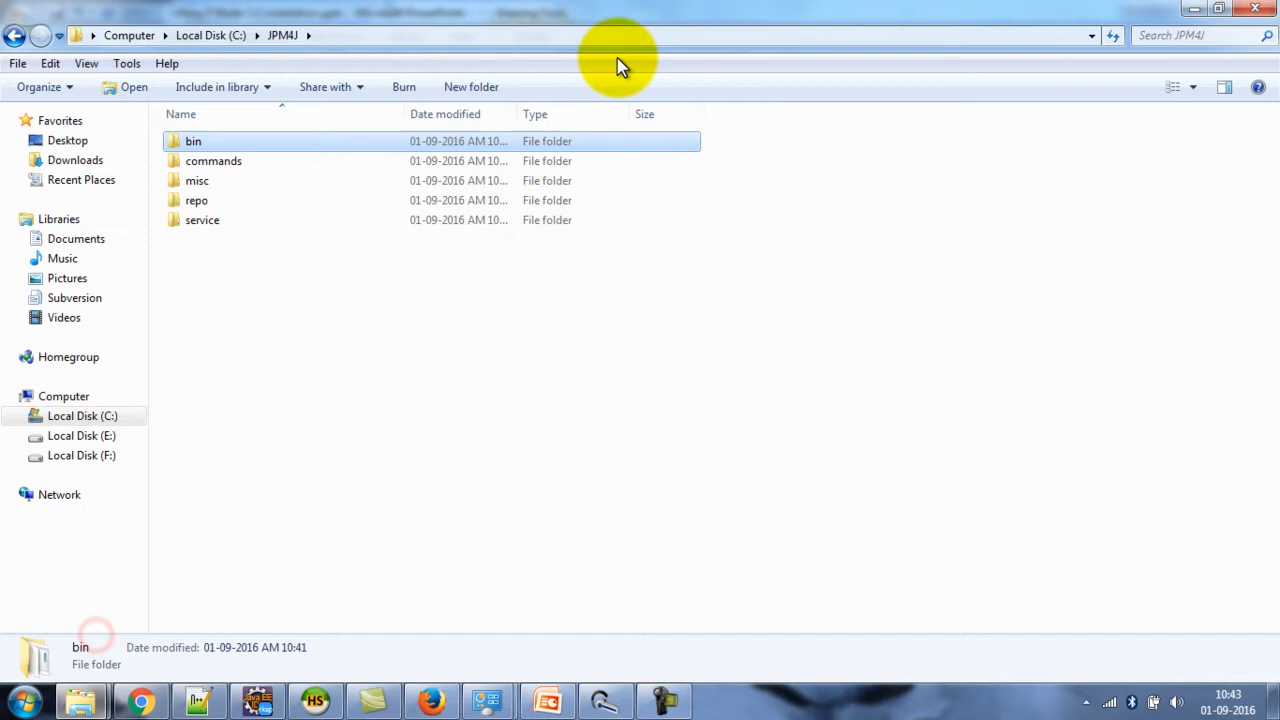 Computer Local Disk (C:) JPM4J
Search JPM4J
File Edit View Tools Help
Organize Open Include in library Share with Burn New folder
Name Date modified Type Size
Favorites
Desktop
Downloads
Recent Places
Libraries
Documents
Music
Pictures
Subversion
Videos
Homegroup
Computer
Local Disk (C:)
Local Disk (E:)
Local Disk (F:)
Network
bin 01-09-2016 AM 10... File folder
commands 01-09-2016 AM 10... File folder
misc 01-09-2016 AM 10... File folder
repo 01-09-2016 AM 10... File folder
service 01-09-2016 AM 10... File folder
bin Date modified: 01-09-2016 AM 10:41
File folder
Java EE
HS
10:43
01-09-2016